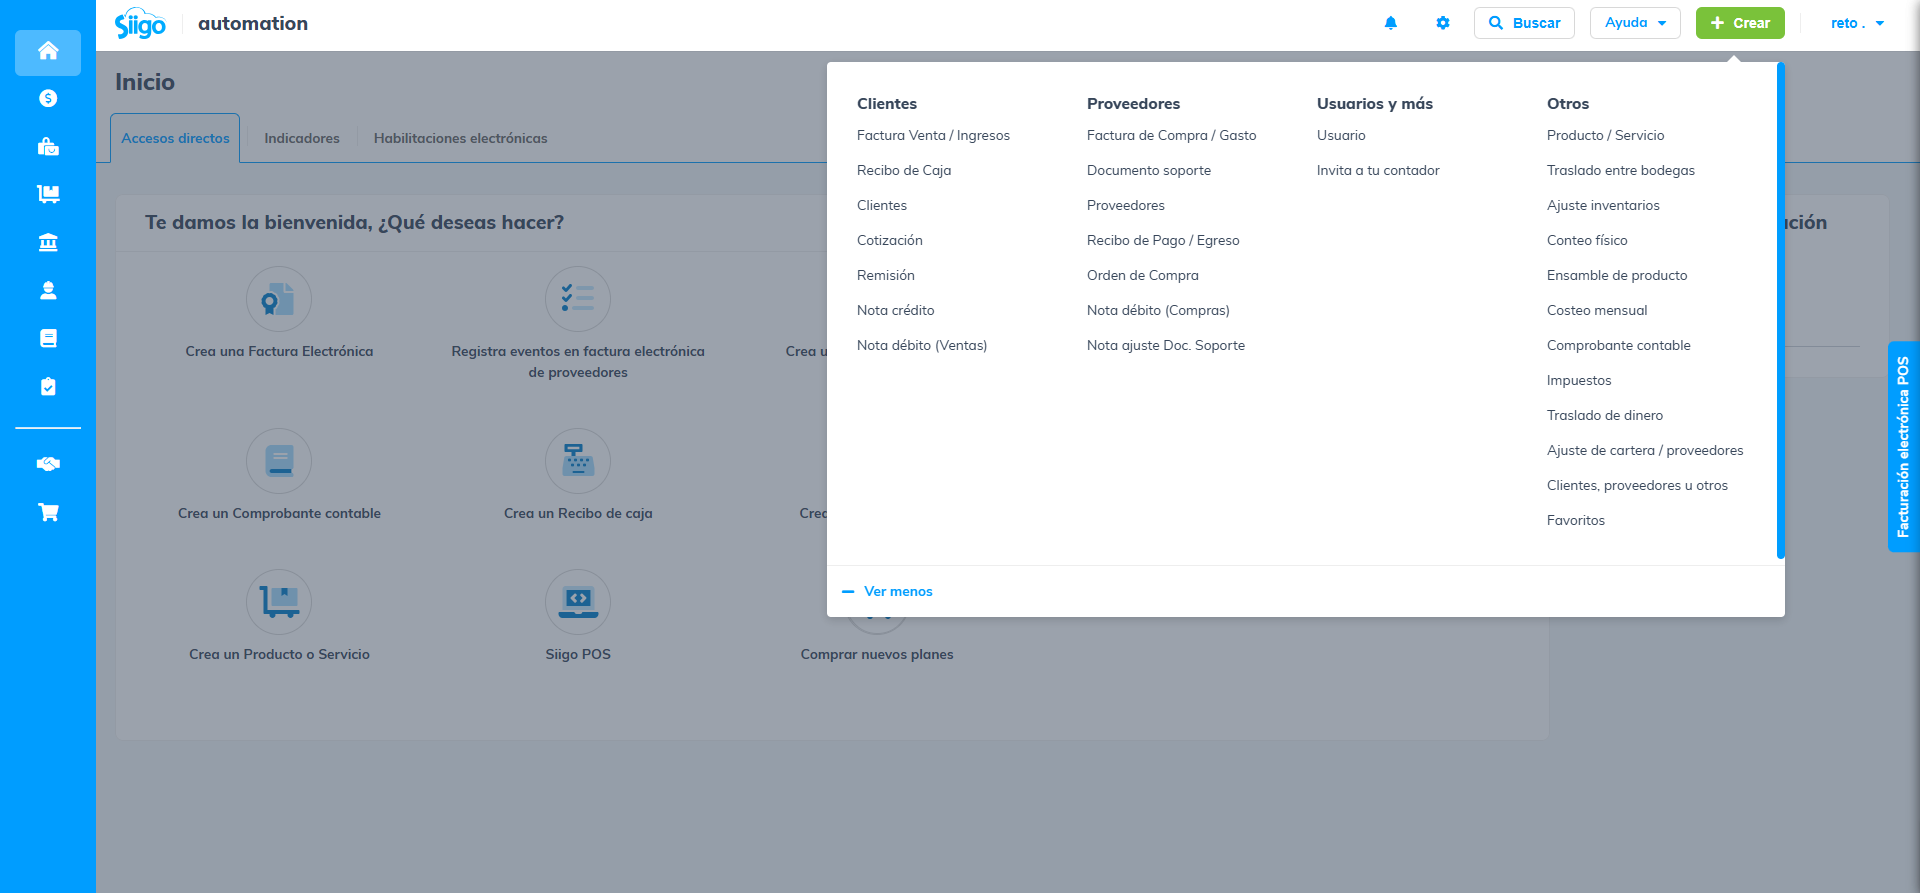 Siigo
automation
Buscar
Ayuda
Crear
reto .
Inicio
Accesos directos
Indicadores
Habilitaciones electrónicas
Te damos la bienvenida, ¿Qué deseas hacer?
Crea una Factura Electrónica
Registra eventos en factura electrónica
de proveedores
Crea
Crea un Comprobante contable
Crea un Recibo de caja
Crea un Producto o Servicio
Siigo POS
Comprar nuevos planes
Clientes
Factura Venta / Ingresos
Recibo de Caja
Clientes
Cotización
Remisión
Nota crédito
Nota débito (Ventas)
Proveedores
Factura de Compra / Gasto
Documento soporte
Proveedores
Recibo de Pago / Egreso
Orden de Compra
Nota débito (Compras)
Nota ajuste Doc. Soporte
Usuarios y más
Usuario
Invita a tu contador
Otros
Producto / Servicio
Traslado entre bodegas
Ajuste inventarios
Conteo físico
Ensamble de producto
Costeo mensual
Comprobante contable
Impuestos
Traslado de dinero
Ajuste de cartera / proveedores
Clientes, proveedores u otros
Favoritos
Ver menos
Facturación electrónica POS